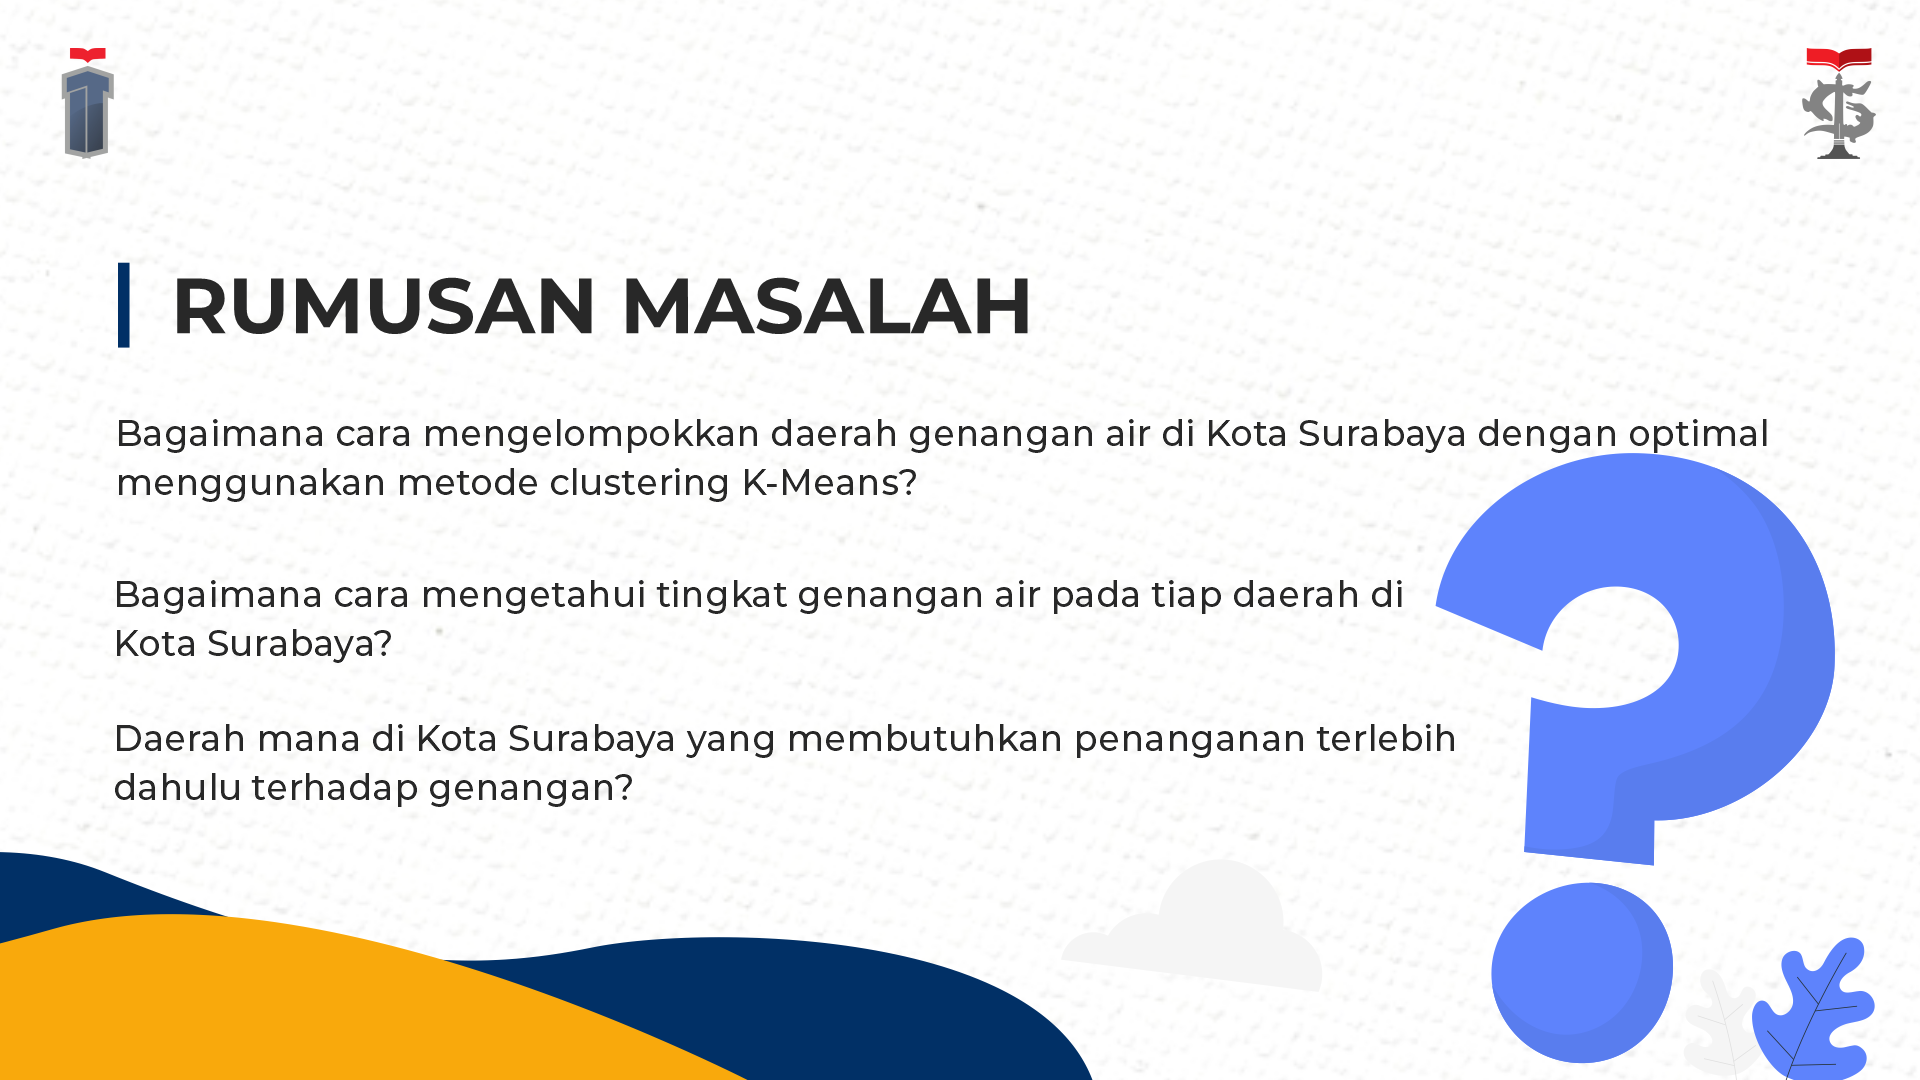 RUMUSAN MASALAH
Bagaimana cara mengelompokkan daerah genangan air di Kota Surabaya dengan optimal
menggunakan metode clustering K-Means?
Bagaimana cara mengetahui tingkat genangan air pada tiap daerah di
Kota Surabaya?
Daerah mana di Kota Surabaya yang membutuhkan penanganan terlebih
dahulu terhadap genangan?